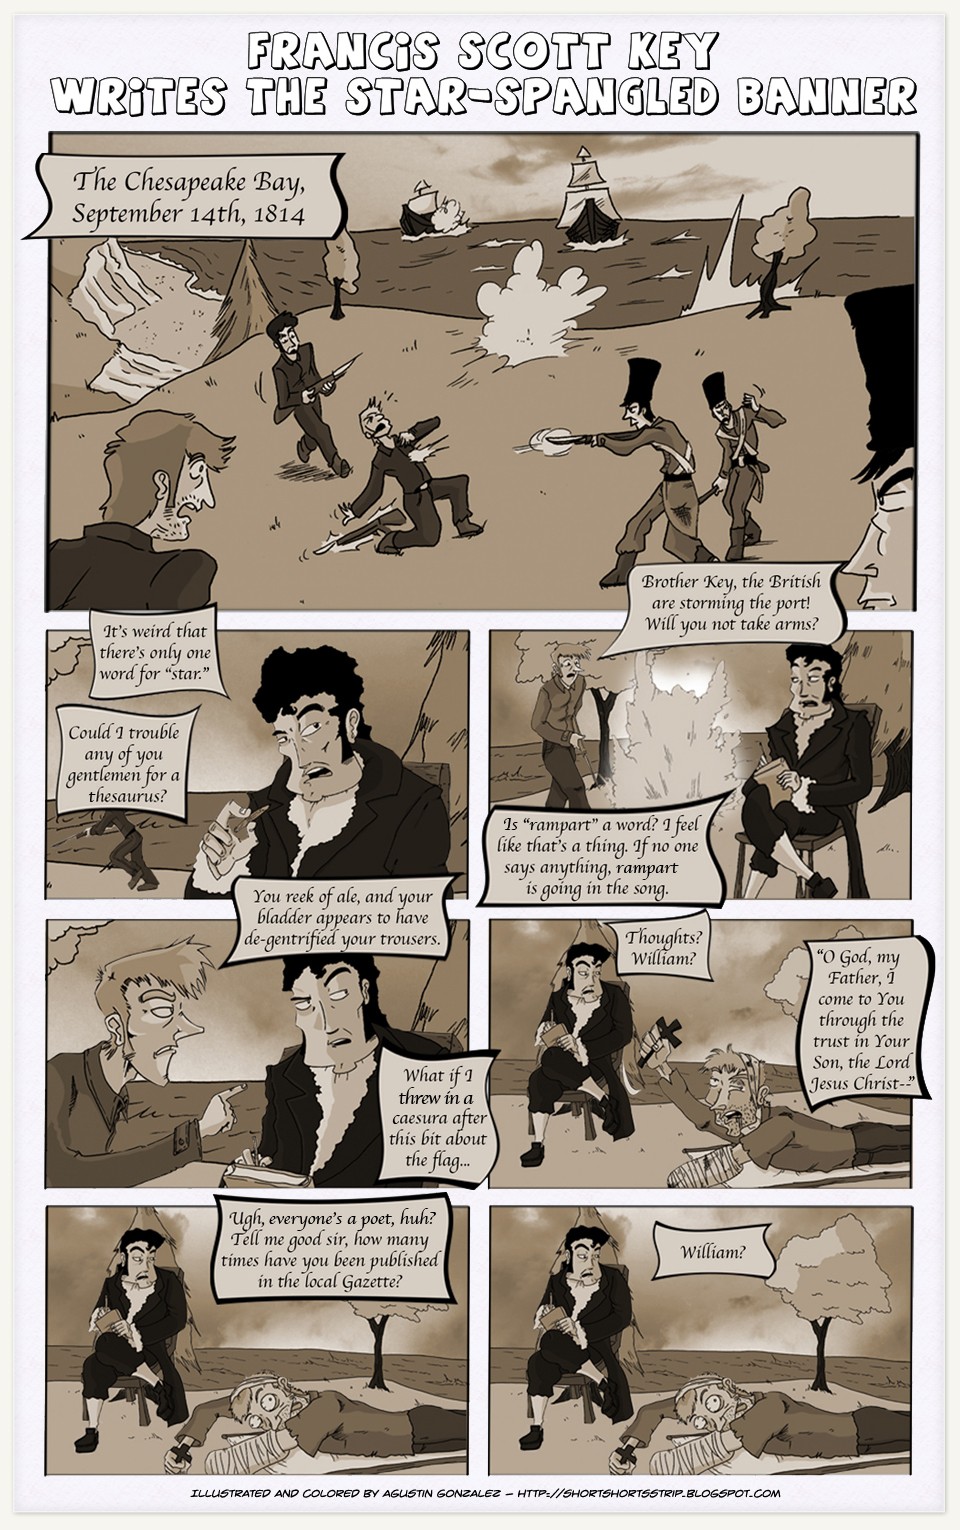 FRANCIS SCOTT KEY
WRITES THE STAR-SPANGLED BANNER
The Chesapeake Bay,
September 14th, 1814
Brother Key, the British
are storming the port!
Will you not take arms?
It's weird that
there's only one
word for "star."
Could I trouble
any of you
gentlemen for a
thesaurus?
Is "rampart" a word? I feel
like that's a thing. If no one
says anything, rampart
is going in the song.
You reek of ale, and your
bladder appears to have
de-gentrified your trousers.
What if I
threw in a
caesura after
this bit about
the flag...
Thoughts?
William?
"O God, my
Father, I
come to You
through the
trust in Your
Son, the Lord
Jesus Christ--"
Ugh, everyone's a poet, huh?
Tell me good sir, how many
times have you been published
in the local Gazette?
William?
ILLUSTRATED AND COLORED BY AGUSTIN GONZALEZ – HTTP://SHORTSHORTSSTRIP.BLOGSPOT.COM